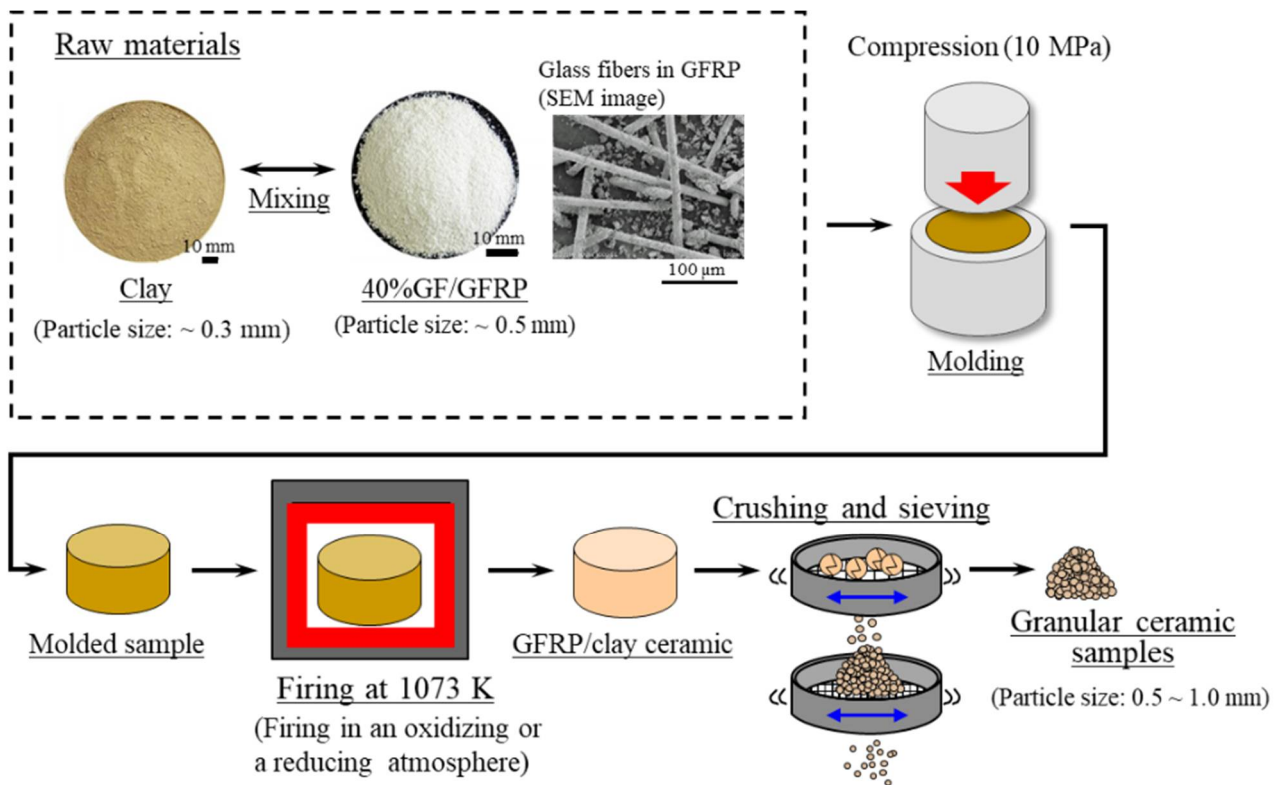 Raw materials
Mixing
10 mm
Clay
(Particle size: ~ 0.3 mm)
10 mm
40%GF/GFRP
(Particle size: ~ 0.5 mm)
Glass fibers in GFRP
(SEM image)
100 μm
Compression (10 MPa)
Molding
Molded sample
Firing at 1073 K
(Firing in an oxidizing or
a reducing atmosphere)
GFRP/clay ceramic
Crushing and sieving
Granular ceramic
samples
(Particle size: 0.5 ~ 1.0 mm)